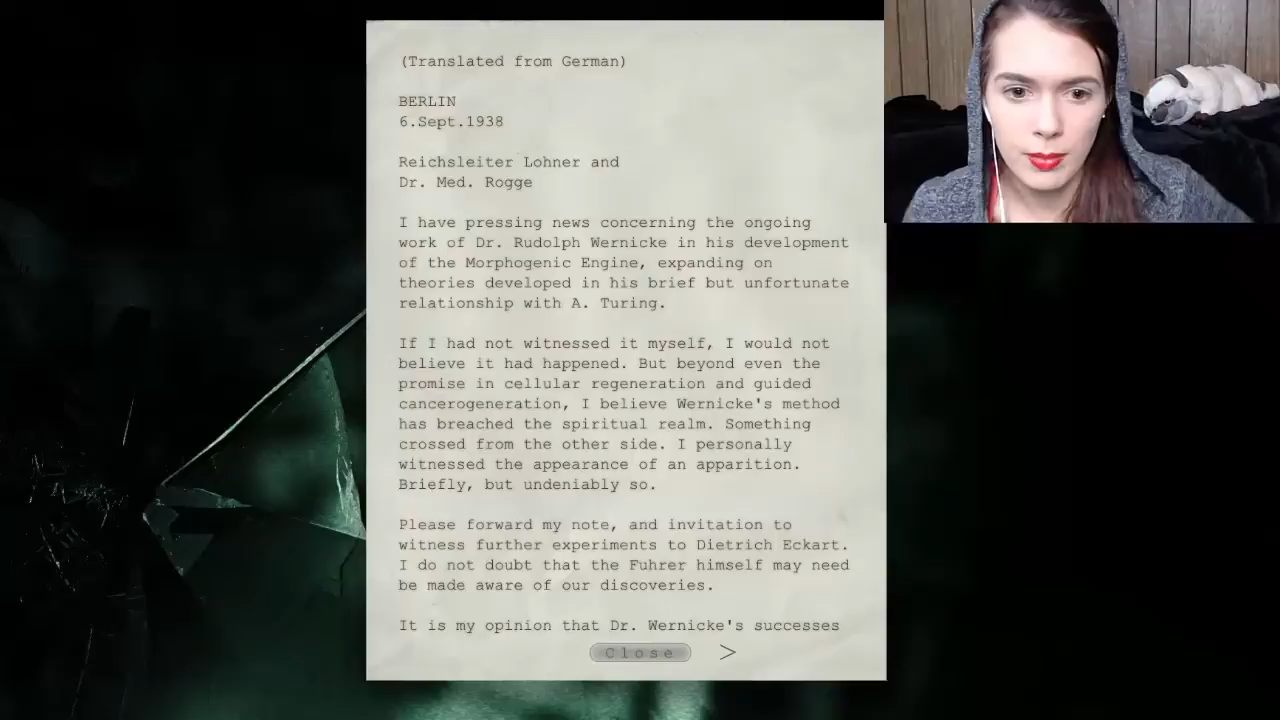 (Translated from German)
BERLIN
6.Sept.1938
Reichsleiter Lohner and
Dr. Med. Rogge
I have pressing news concerning the ongoing
work of Dr. Rudolph Wernicke in his development
of the Morphogenic Engine, expanding on
theories developed in his brief but unfortunate
relationship with A. Turing.
If I had not witnessed it myself, I would not
believe it had happened. But beyond even the
promise in cellular regeneration and guided
cancerogeneration, I believe Wernicke's method
has breached the spiritual realm. Something
crossed from the other side. I personally
witnessed the appearance of an apparition.
Briefly, but undeniably so.
Please forward my note, and invitation to
witness further experiments to Dietrich Eckart.
I do not doubt that the Fuhrer himself may need
be made aware of our discoveries.
It is my opinion that Dr. Wernicke's successes
Close >